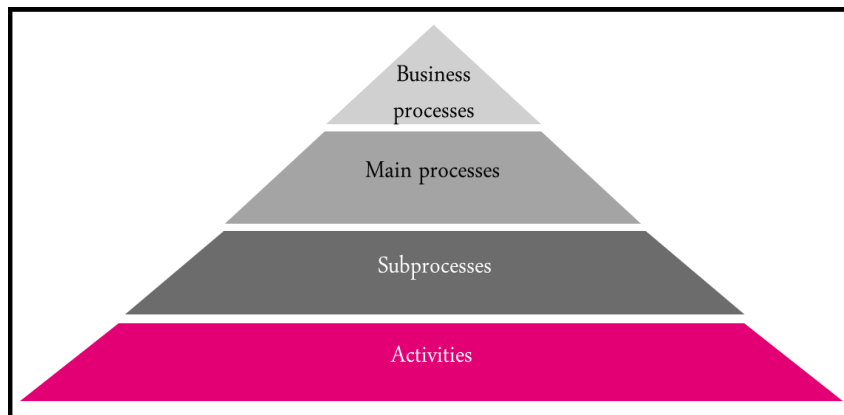 Business
processes
Main processes
Subprocesses
Activities